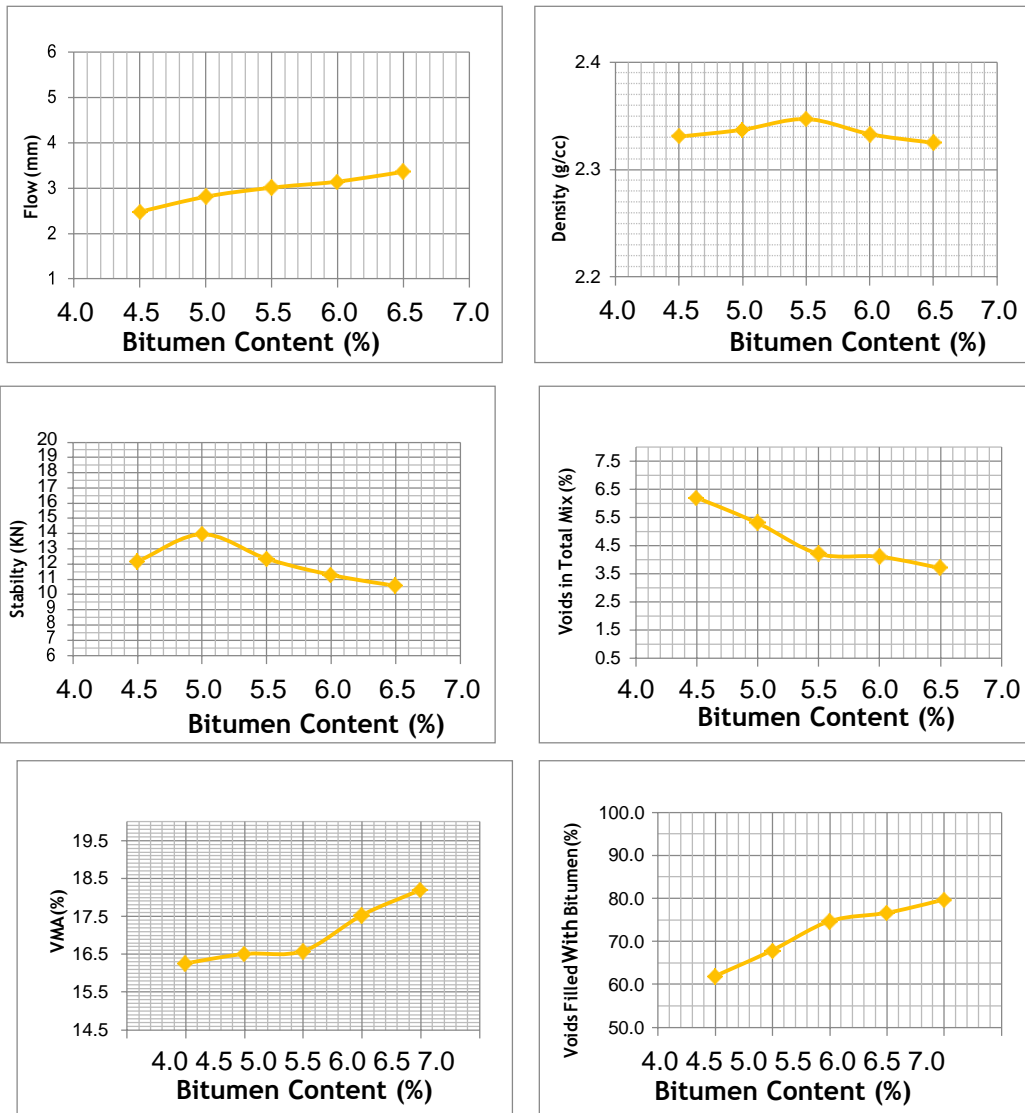 Flow (mm)
6
5
4
3
2
1
4.0 4.5 5.0 5.5 6.0 6.5 7.0
Bitumen Content (%)
Density (g/cc)
2.4
2.3
2.2
4.0 4.5 5.0 5.5 6.0 6.5 7.0
Bitumen Content (%)
Stabilty (KN)
20
19
18
17
16
15
14
13
12
11
10
9
8
7
6
4.0 4.5 5.0 5.5 6.0 6.5 7.0
Bitumen Content (%)
Voids in Total Mix (%)
7.5
6.5
5.5
4.5
3.5
2.5
1.5
0.5
4.0 4.5 5.0 5.5 6.0 6.5 7.0
Bitumen Content (%)
VMA (%)
19.5
18.5
17.5
16.5
15.5
14.5
4.0 4.5 5.0 5.5 6.0 6.5 7.0
Bitumen Content (%)
Voids Filled With Bitumen (%)
100.0
90.0
80.0
70.0
60.0
50.0
4.0 4.5 5.0 5.5 6.0 6.5 7.0
Bitumen Content (%)